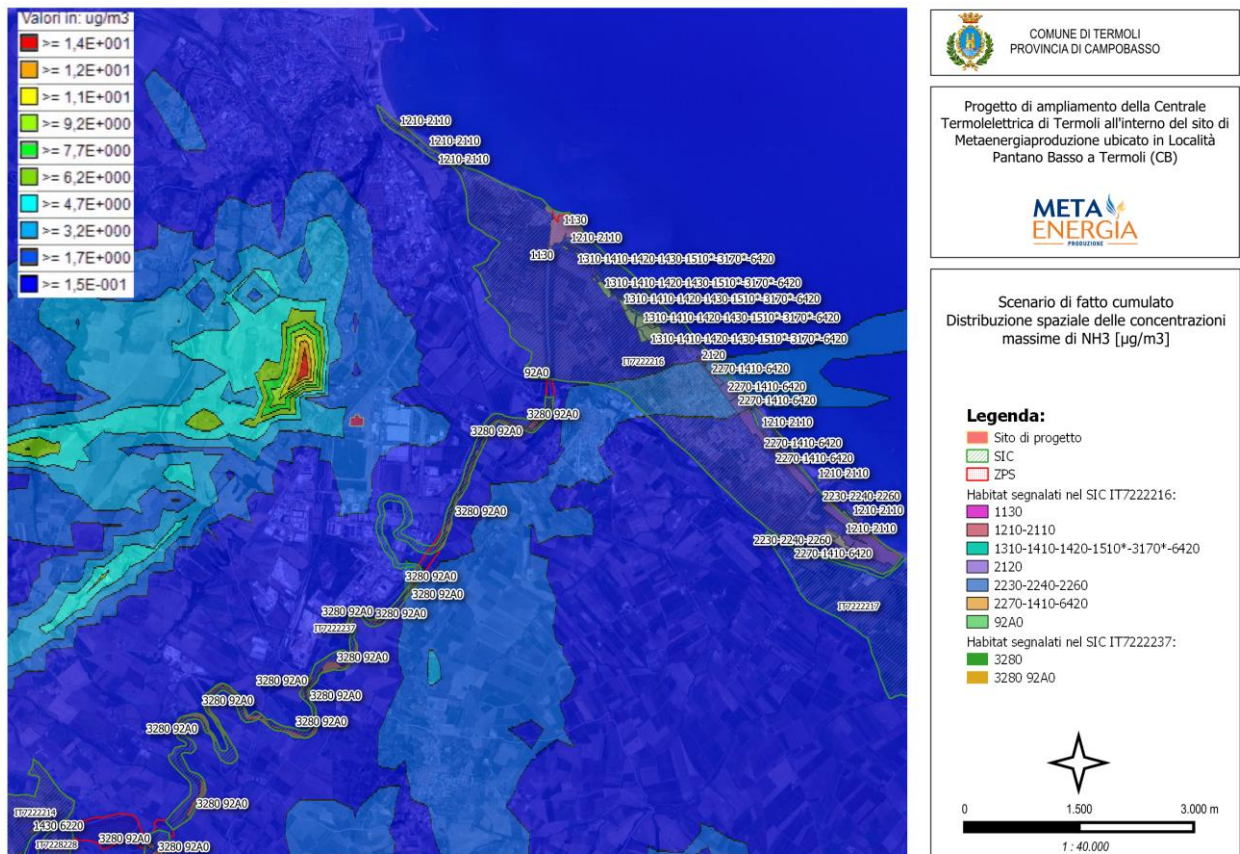 Valori in: ug/m3
>= 1,4E+001
>= 1,2E+001
>= 1,1E+001
>= 9,2E+000
>= 7,7E+000
>= 6,2E+000
>= 4,7E+000
>= 3,2E+000
>= 1,7E+000
>= 1,5E-001
1210-2110
1210-2110
1210-2110
1130
1210-2110
1130
1310-1410-1420-1430-1510*-3170*-6420
1310-1410-1420-1430-1510*-3170*-6420
1310-1410-1420-1430-1510*-3170*-6420
1310-1410-1420-1430-1510*-3170*-6420
1310-1410-1420-1430-1510*-3170*-6420
2120
IT7222216
2270-1410-6420
92A0
2270-1410-6420
2270-1410-6420
3280 92A0
1210-2110
3280 92A0
2270-1410-6420
2270-1410-6420
1210-2110
2230-2240-2260
3280 92A0
1210-2110
1210-2110
2230-2240-2260
2270-1410-6420
3280 92A0
3280 92A0
IT7222217
3280 92A0
3280 92A0
IT7222237
3280 92A0
3280 92A0
3280 92A0
3280 92A0
3280 92A0
3280 92A0
3280 92A0
IT7222214
1430 6220
3280 92A0
IT7228228
3280 92A0
COMUNE DI TERMOLI
PROVINCIA DI CAMPOBASSO
Progetto di ampliamento della Centrale
Termolelettrica di Termoli all'interno del sito di
Metaenergiaproduzione ubicato in Località
Pantano Basso a Termoli (CB)
META
ENERGIA
PRODUZIONE
Scenario di fatto cumulato
Distribuzione spaziale delle concentrazioni
massime di NH3 [µg/m3]
Legenda:
Sito di progetto
SIC
ZPS
Habitat segnalati nel SIC IT7222216:
1130
1210-2110
1310-1410-1420-1510*-3170*-6420
2120
2230-2240-2260
2270-1410-6420
92A0
Habitat segnalati nel SIC IT7222237:
3280
3280 92A0
0 1.500 3.000 m
1 : 40.000